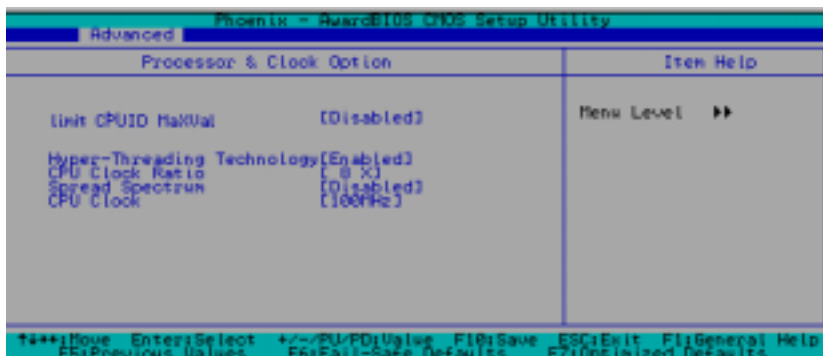 Phoenix - AwardBIOS CMOS Setup Utility
Advanced
Processor & Clock Option
Item Help
limit CPUID MaXVal [Disabled]
Menu Level ▶▶
Hyper-Threading Technology[Enabled]
CPU Clock Ratio [ 8 X]
Spread Spectrum [Disabled]
CPU Clock [100MHz]
:Move Enter:Select +/-/PU/PD:Value F10:Save ESC:Exit F1:General Help
F5:Previous Values F6:Fail-Safe Defaults F7:Optimized Defaults